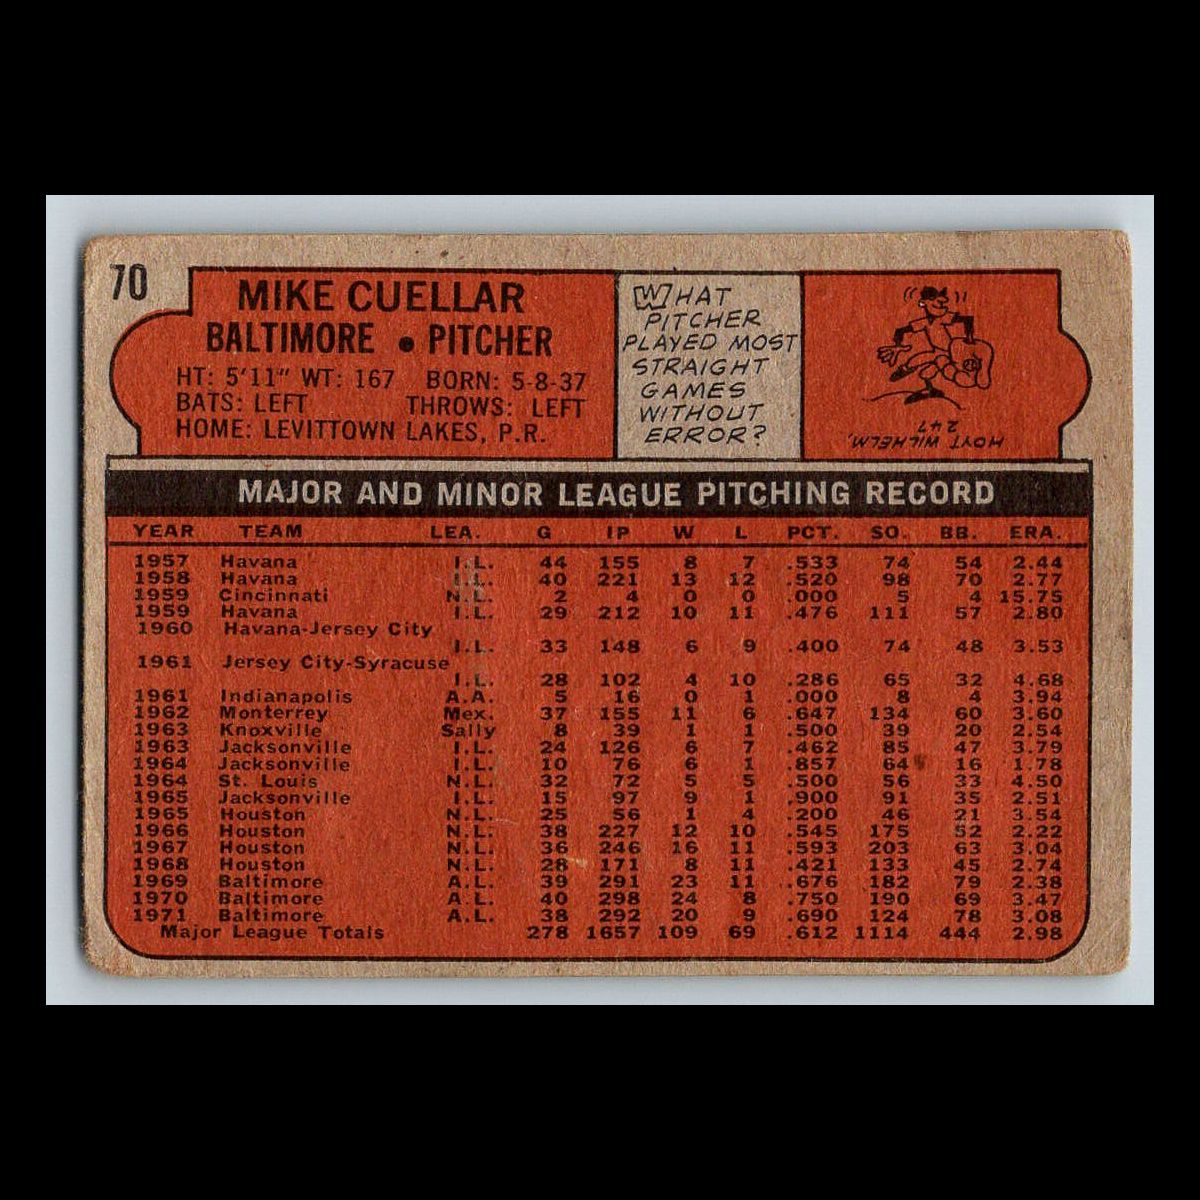 70
MIKE CUELLAR
BALTIMORE • PITCHER
HT: 5'11" WT: 167 BORN: 5-8-37
BATS: LEFT THROWS: LEFT
HOME: LEVITTOWN LAKES, P.R.
WHAT
PITCHER
PLAYED MOST
STRAIGHT
GAMES
WITHOUT
ERROR?
HOYT WILHELM,
247
MAJOR AND MINOR LEAGUE PITCHING RECORD
YEAR TEAM LEA. G IP W L PCT. SO. BB. ERA.
1957 Havana I.L. 44 155 8 7 .533 74 54 2.44
1958 Havana I.L. 40 221 13 12 .520 98 70 2.77
1959 Cincinnati N.L. 2 4 0 0 .000 5 4 15.75
1959 Havana I.L. 29 212 10 11 .476 111 57 2.80
1960 Havana-Jersey City
I.L. 33 148 6 9 .400 74 48 3.53
1961 Jersey City-Syracuse
I.L. 28 102 4 10 .286 65 32 4.68
1961 Indianapolis A.A. 5 16 0 1 .000 8 4 3.94
1962 Monterrey Mex. 37 155 11 6 .647 134 60 3.60
1963 Knoxville Sally 8 39 1 1 .500 39 20 2.54
1963 Jacksonville I.L. 24 126 6 7 .462 85 47 3.79
1964 Jacksonville I.L. 10 76 6 1 .857 64 16 1.78
1964 St. Louis N.L. 32 72 5 5 .500 56 33 4.50
1965 Jacksonville I.L. 15 97 9 1 .900 91 35 2.51
1965 Houston N.L. 25 56 1 4 .200 46 21 3.54
1966 Houston N.L. 38 227 12 10 .545 175 52 2.22
1967 Houston N.L. 36 246 16 11 .593 203 63 3.04
1968 Houston N.L. 28 171 8 11 .421 133 45 2.74
1969 Baltimore A.L. 39 291 23 11 .676 182 79 2.38
1970 Baltimore A.L. 40 298 24 8 .750 190 69 3.47
1971 Baltimore A.L. 38 292 20 9 .690 124 78 3.08
Major League Totals 278 1657 109 69 .612 1114 444 2.98